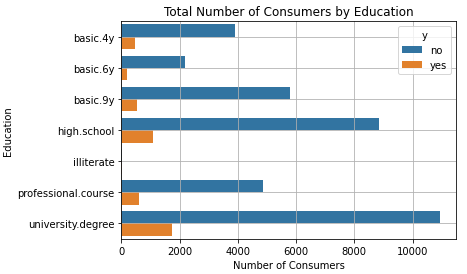 Total Number of Consumers by Education
y
no
yes
Education
basic.4y
basic.6y
basic.9y
high.school
illiterate
professional.course
university.degree
0 2000 4000 6000 8000 10000
Number of Consumers